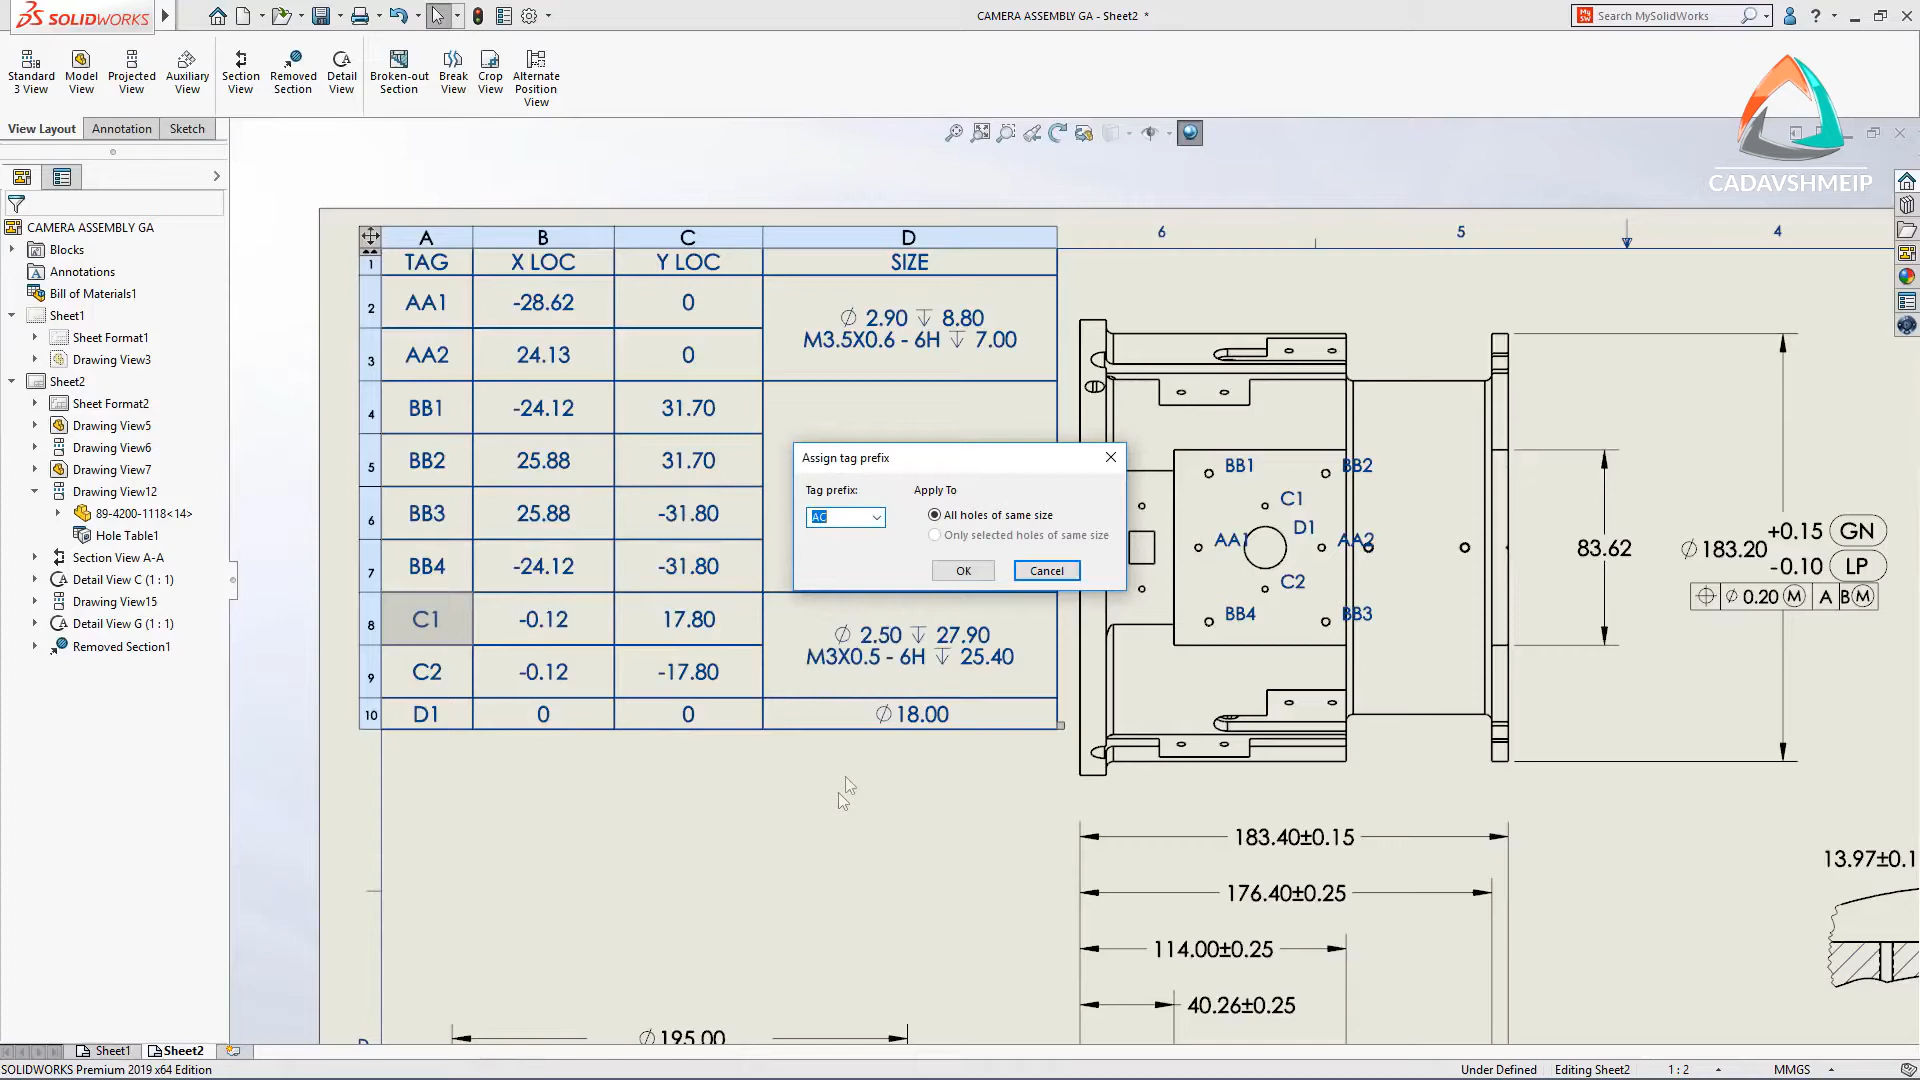 SOLIDWORKS
CAMERA ASSEMBLY GA - Sheet2 *
Search MySolidWorks
Standard 3 View
Model View
Projected View
Auxiliary View
Section View
Removed Section
Detail View
Broken-out Section
Break View
Crop View
Alternate Position View
View Layout
Annotation
Sketch
CADAVSHMEIP
CAMERA ASSEMBLY GA
Blocks
Annotations
Bill of Materials1
Sheet1
Sheet Format1
Drawing View3
Sheet2
Sheet Format2
Drawing View5
Drawing View6
Drawing View7
Drawing View12
89-4200-1118<14>
Hole Table1
Section View A-A
Detail View C (1 : 1)
Drawing View15
Detail View G (1 : 1)
Removed Section1
A B C D
1 TAG X LOC Y LOC SIZE
2 AA1 -28.62 0
∅ 2.90 ↧ 8.80
M3.5X0.6 - 6H ↧ 7.00
3 AA2 24.13 0
4 BB1 -24.12 31.70
5 BB2 25.88 31.70
6 BB3 25.88 -31.80
7 BB4 -24.12 -31.80
8 C1 -0.12 17.80
∅ 2.50 ↧ 27.90
M3X0.5 - 6H ↧ 25.40
9 C2 -0.12 -17.80
10 D1 0 0 ∅ 18.00
Assign tag prefix
Tag prefix:
AC
Apply To
All holes of same size
Only selected holes of same size
OK
Cancel
6 5 4
BB1 BB2
C1
D1
AA1 AA2
C2
BB4 BB3
83.62
∅ 183.20 +0.15 GN
-0.10 LP
∅ 0.20 Ⓜ A BⓂ
183.40±0.15
176.40±0.25
114.00±0.25
40.26±0.25
13.97±0.1
∅ 195.00
Sheet1
Sheet2
SOLIDWORKS Premium 2019 x64 Edition
Under Defined
Editing Sheet2
1 : 2
MMGS